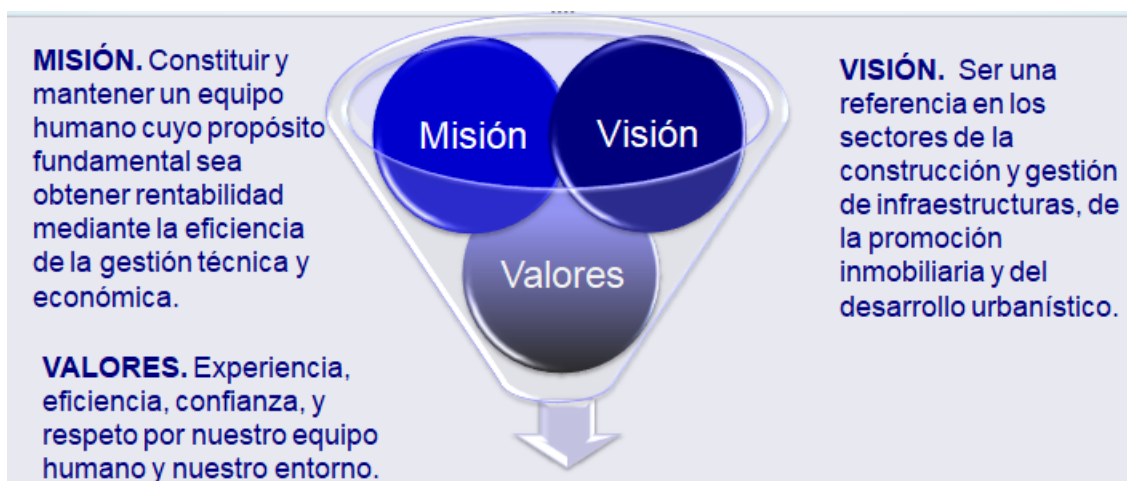 MISIÓN. Constituir y
mantener un equipo
humano cuyo propósito
fundamental sea
obtener rentabilidad
mediante la eficiencia
de la gestión técnica y
económica.
Misión
Visión
Valores
VISIÓN. Ser una
referencia en los
sectores de la
construcción y gestión
de infraestructuras, de
la promoción
inmobiliaria y del
desarrollo urbanístico.
VALORES. Experiencia,
eficiencia, confianza, y
respeto por nuestro equipo
humano y nuestro entorno.